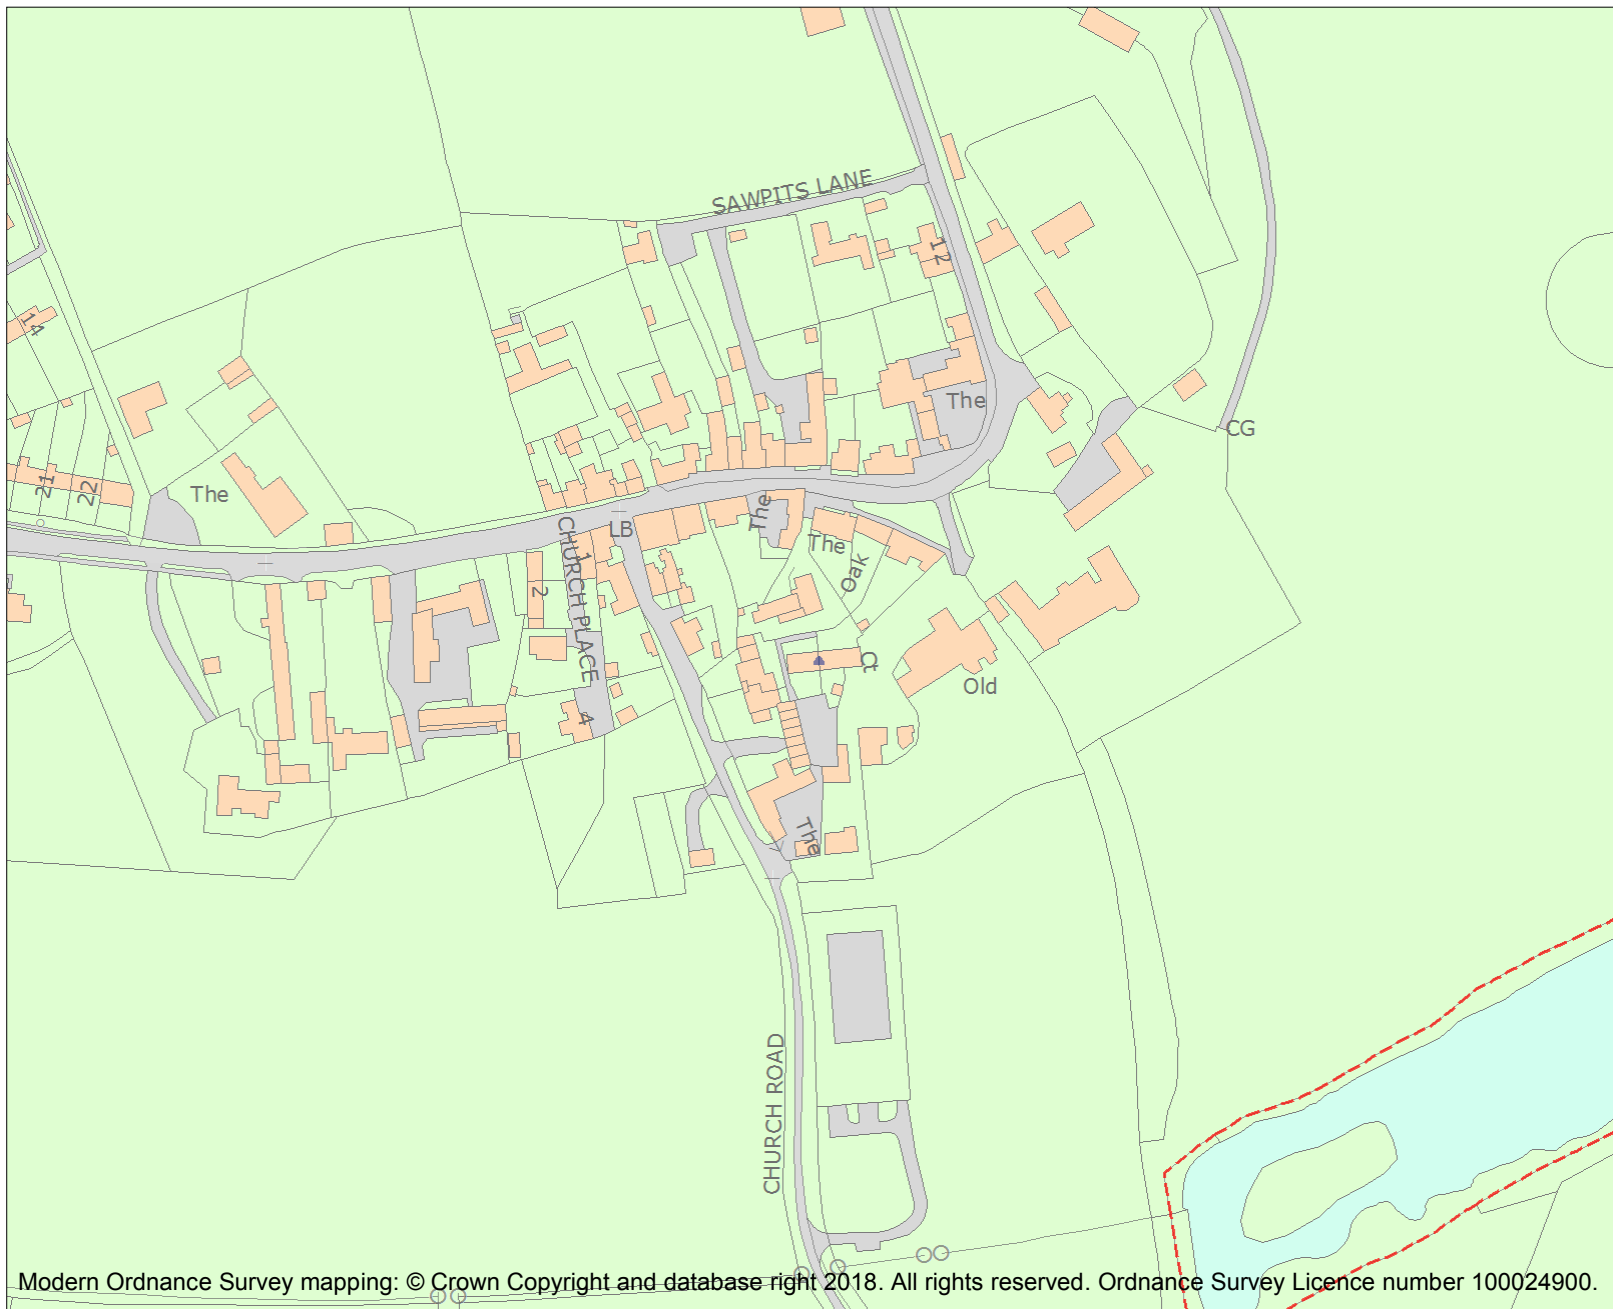 SAWPITS LANE
12
14
The
CG
21
22
The
The
LB
CHURCH PLACE
1
2
The
Oak
Ct
Old
4
The
CHURCH ROAD
Modern Ordnance Survey mapping: © Crown Copyright and database right 2018. All rights reserved. Ordnance Survey Licence number 100024900.